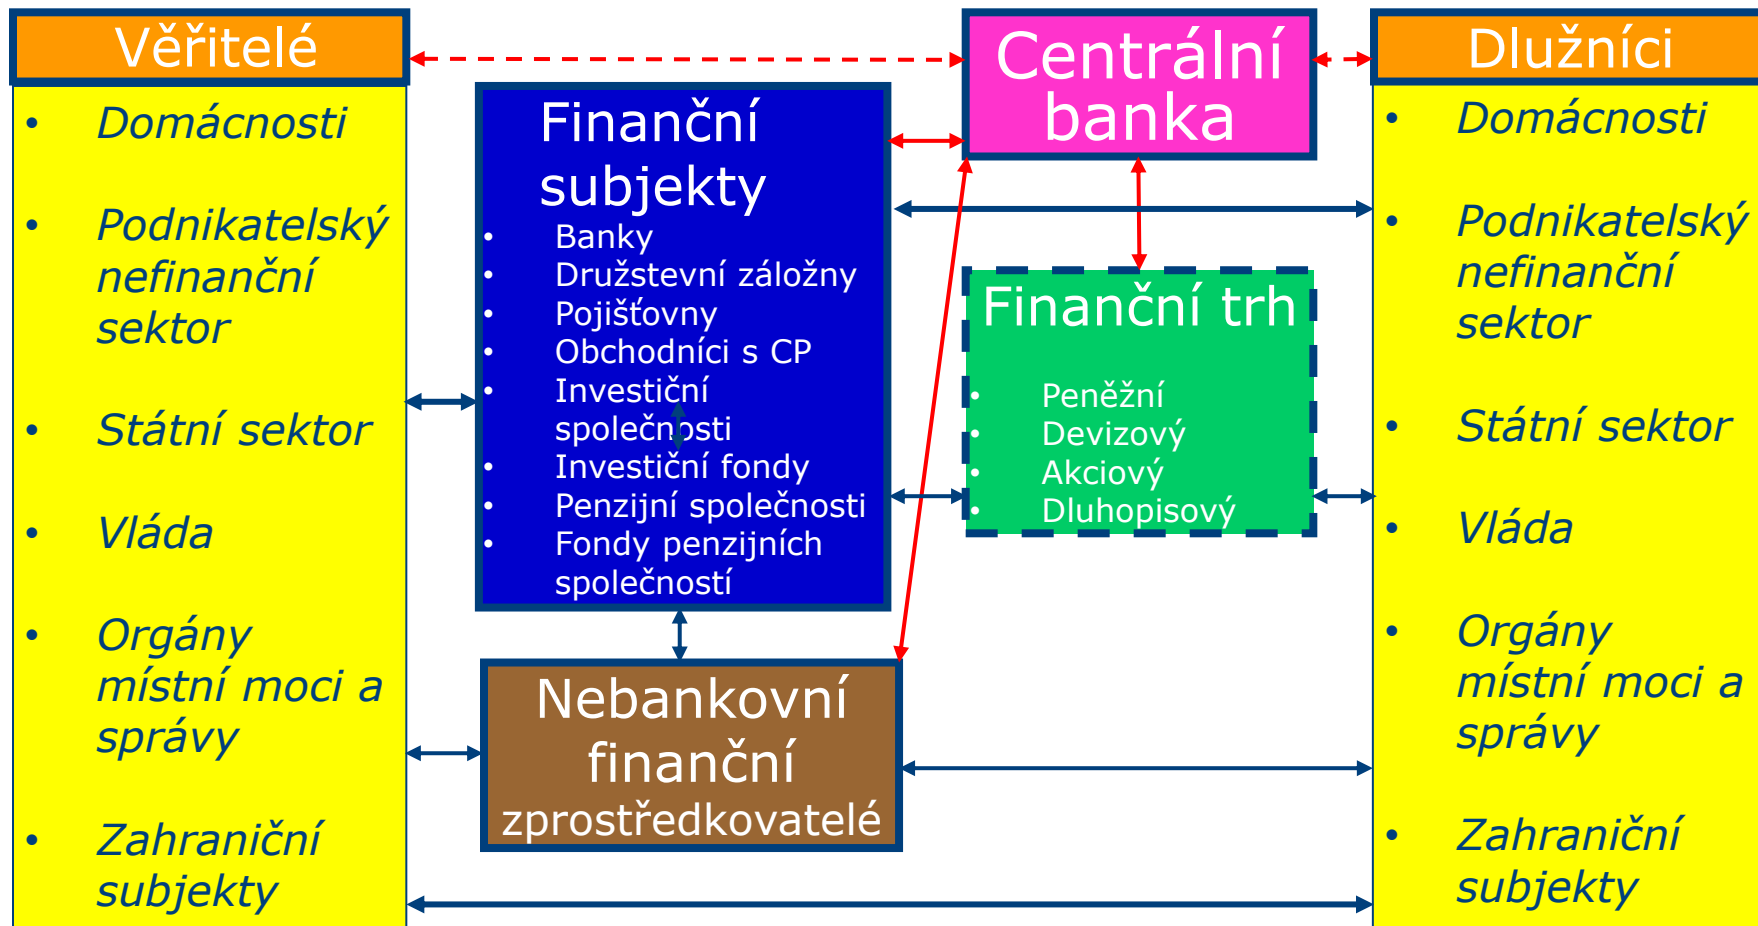 Věřitelé
• Domácnosti
• Podnikatelský
nefinanční
sektor
• Státní sektor
• Vláda
• Orgány
místní moci a
správy
• Zahraniční
subjekty
Finanční
subjekty
• Banky
• Družstevní záložny
• Pojišťovny
• Obchodníci s CP
• Investiční
společnosti
• Investiční fondy
• Penzijní společnosti
• Fondy penzijních
společností
Nebankovní
finanční
zprostředkovatelé
Centrální
banka
Finanční trh
• Peněžní
• Devizový
• Akciový
• Dluhopisový
Dlužníci
• Domácnosti
• Podnikatelský
nefinanční
sektor
• Státní sektor
• Vláda
• Orgány
místní moci a
správy
• Zahraniční
subjekty